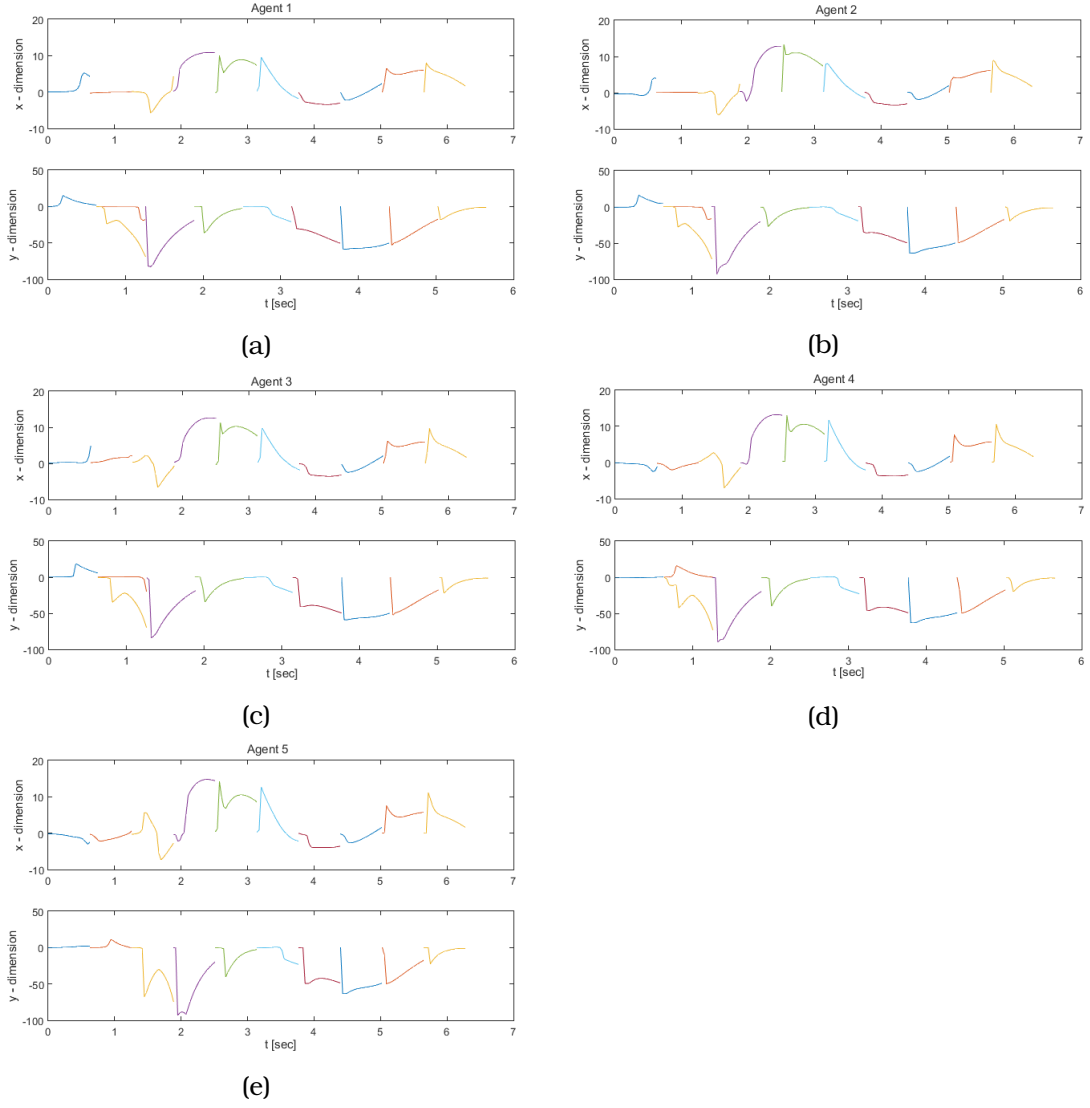 Agent 1
20
10
0
-10
x - dimension
0 1 2 3 4 5 6 7
50
0
-50
-100
y - dimension
0 1 2 3 4 5 6
t [sec]
(a)
Agent 2
20
10
0
-10
x - dimension
0 1 2 3 4 5 6 7
50
0
-50
-100
y - dimension
0 1 2 3 4 5 6
t [sec]
(b)
Agent 3
20
10
0
-10
x - dimension
0 1 2 3 4 5 6 7
50
0
-50
-100
y - dimension
0 1 2 3 4 5 6
t [sec]
(c)
Agent 4
20
10
0
-10
x - dimension
0 1 2 3 4 5 6 7
50
0
-50
-100
y - dimension
0 1 2 3 4 5 6
t [sec]
(d)
Agent 5
20
10
0
-10
x - dimension
0 1 2 3 4 5 6 7
50
0
-50
-100
y - dimension
0 1 2 3 4 5 6 7
t [sec]
(e)